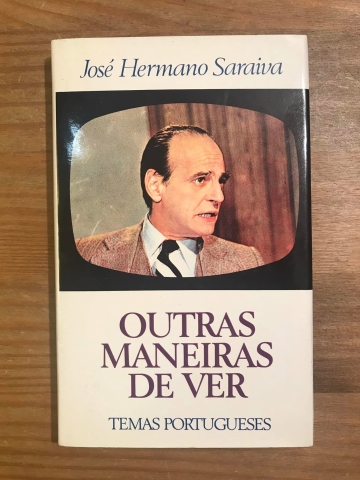 José Hermano Saraiva
OUTRAS
MANEIRAS
DE VER
TEMAS PORTUGUESES